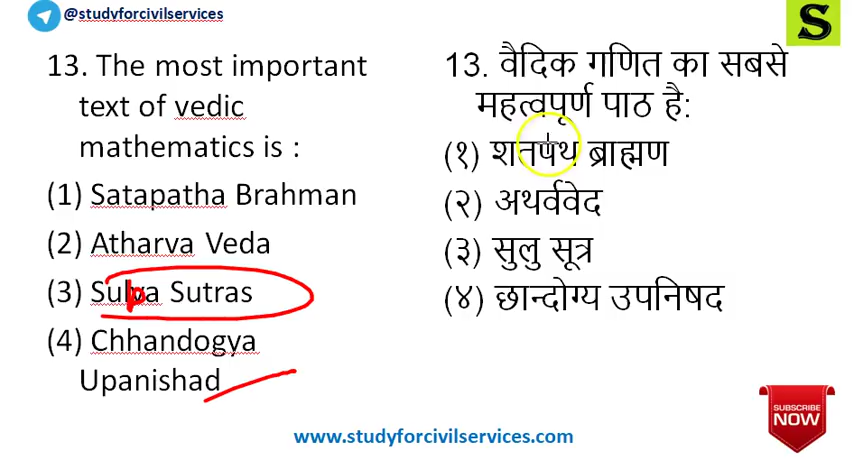 @studyforcivilservices
S
13. The most important
text of vedic
mathematics is :
(1) Satapatha Brahman
(2) Atharva Veda
(3) Sulba Sutras
(4) Chhandogya
Upanishad
13. वैदिक गणित का सबसे
महत्वपूर्ण पाठ है:
(१) शतपथ ब्राह्मण
(२) अथर्ववेद
(३) सुलु सूत्र
(४) छान्दोग्य उपनिषद
SUBSCRIBE
NOW
www.studyforcivilservices.com